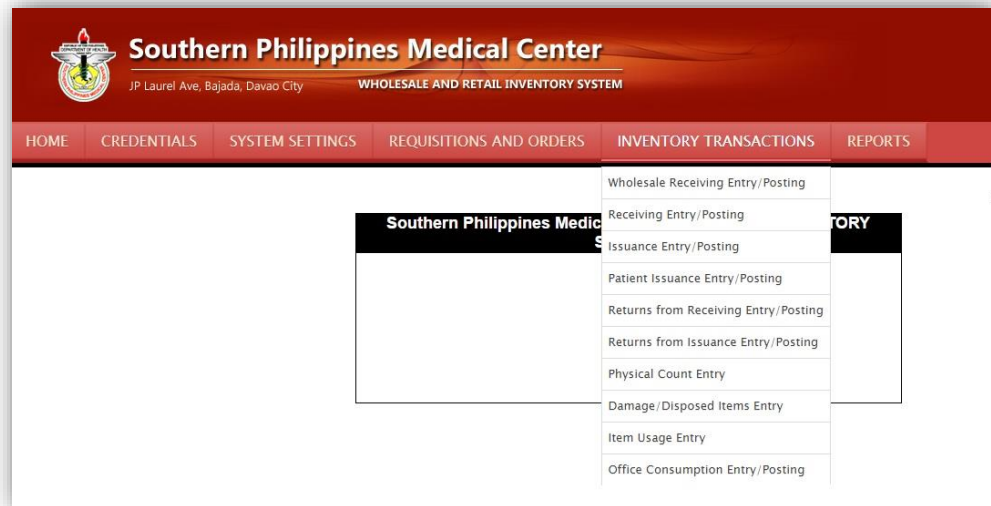 Southern Philippines Medical Center
JP Laurel Ave, Bajada, Davao City
WHOLESALE AND RETAIL INVENTORY SYSTEM
HOME CREDENTIALS SYSTEM SETTINGS REQUISITIONS AND ORDERS INVENTORY TRANSACTIONS REPORTS
Southern Philippines Medic
Wholesale Receiving Entry/Posting
Receiving Entry/Posting
Issuance Entry/Posting
Patient Issuance Entry/Posting
Returns from Receiving Entry/Posting
Returns from Issuance Entry/Posting
Physical Count Entry
Damage/Disposed Items Entry
Item Usage Entry
Office Consumption Entry/Posting